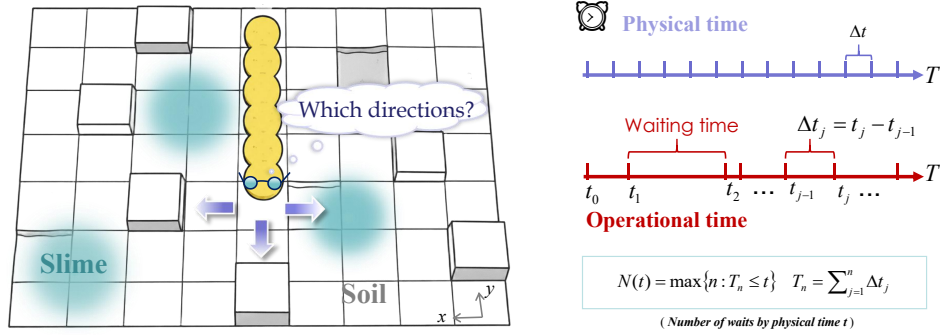 Which directions?
Slime
Soil
x
y
Physical time
Δt
T
Waiting time
Δt_j = t_j − t_{j−1}
T
t_0 t_1 t_2 ... t_{j−1} t_j ...
Operational time
N(t) = max{n : T_n ≤ t} T_n = ∑_{j=1}^{n} Δt_j
( Number of waits by physical time t )